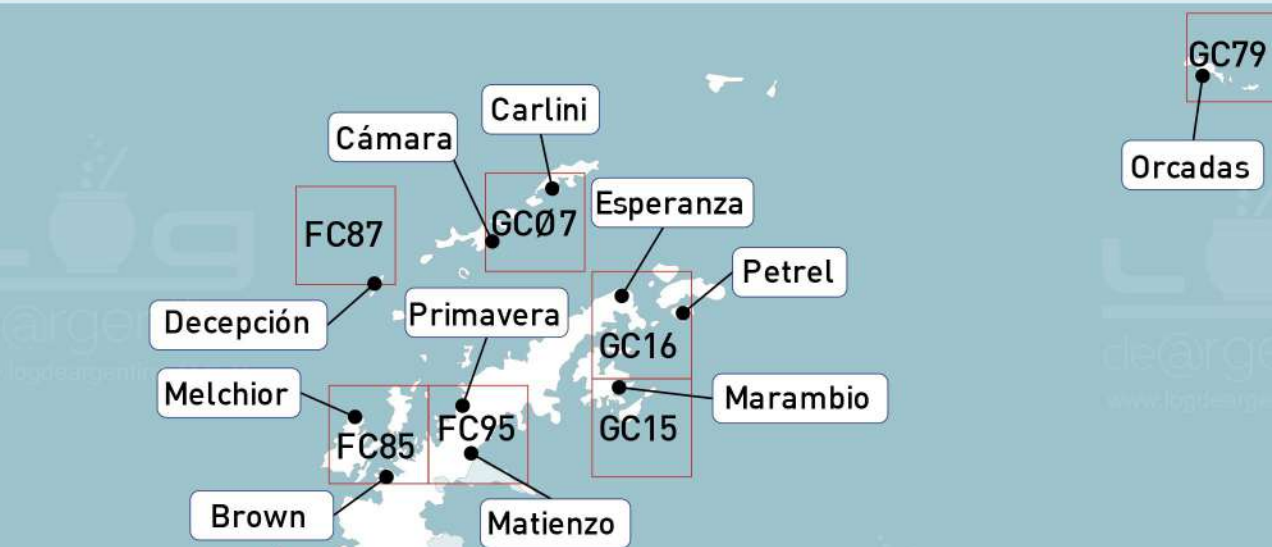 GC79
Carlini
Cámara
Orcadas
Esperanza
GCØ7
FC87
Petrel
Primavera
Decepción
GC16
Melchior
Marambio
FC95
GC15
FC85
Brown
Matienzo